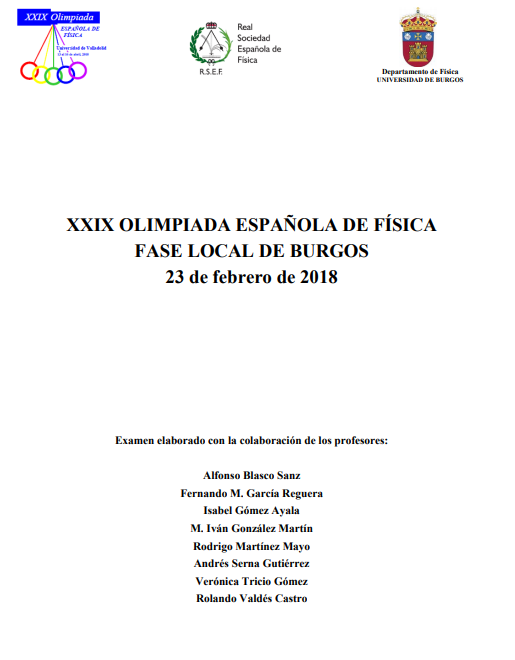 XXIX Olimpiada
ESPAÑOLA DE
FÍSICA
Universidad de Valladolid
Real
Sociedad
Española de
Física
R.S.E.F.
Departamento de Física
UNIVERSIDAD DE BURGOS
XXIX OLIMPIADA ESPAÑOLA DE FÍSICA
FASE LOCAL DE BURGOS
23 de febrero de 2018
Examen elaborado con la colaboración de los profesores:
Alfonso Blasco Sanz
Fernando M. García Reguera
Isabel Gómez Ayala
M. Iván González Martín
Rodrigo Martínez Mayo
Andrés Serna Gutiérrez
Verónica Tricio Gómez
Rolando Valdés Castro